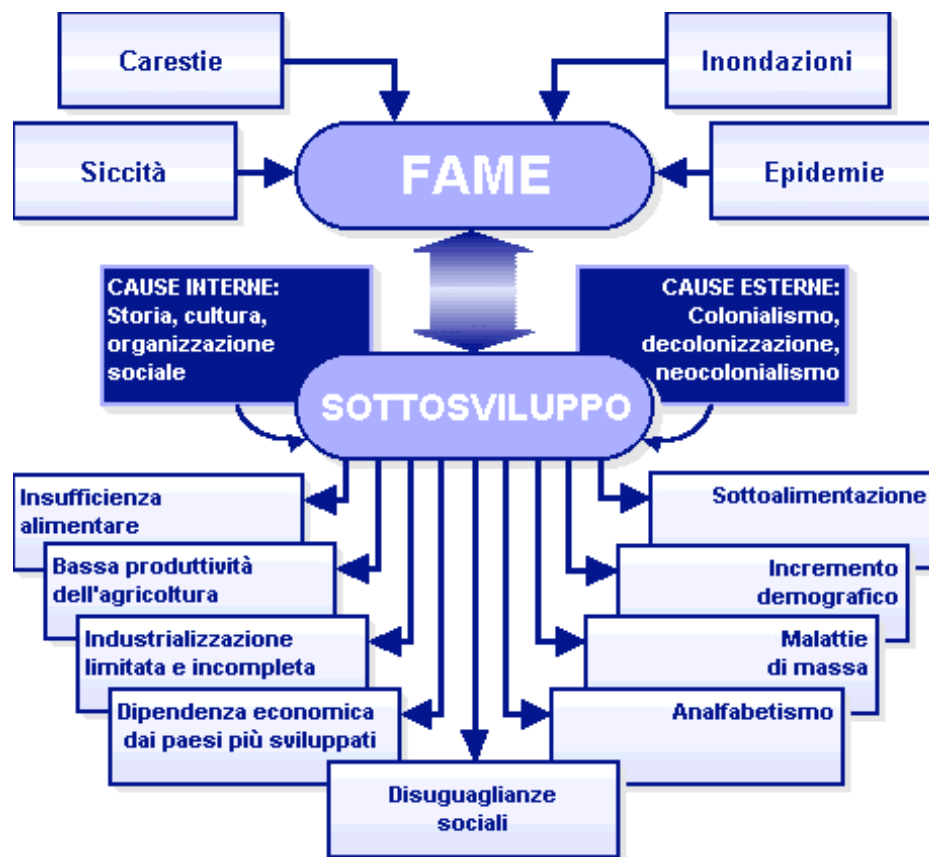 Carestie
Inondazioni
Siccità
FAME
Epidemie
CAUSE INTERNE:
Storia, cultura,
organizzazione
sociale
CAUSE ESTERNE:
Colonialismo,
decolonizzazione,
neocolonialismo
SOTTOSVILUPPO
Insufficienza
alimentare
Sottoalimentazione
Bassa produttività
dell'agricoltura
Incremento
demografico
Industrializzazione
limitata e incompleta
Malattie
di massa
Dipendenza economica
dai paesi più sviluppati
Analfabetismo
Disuguaglianze
sociali